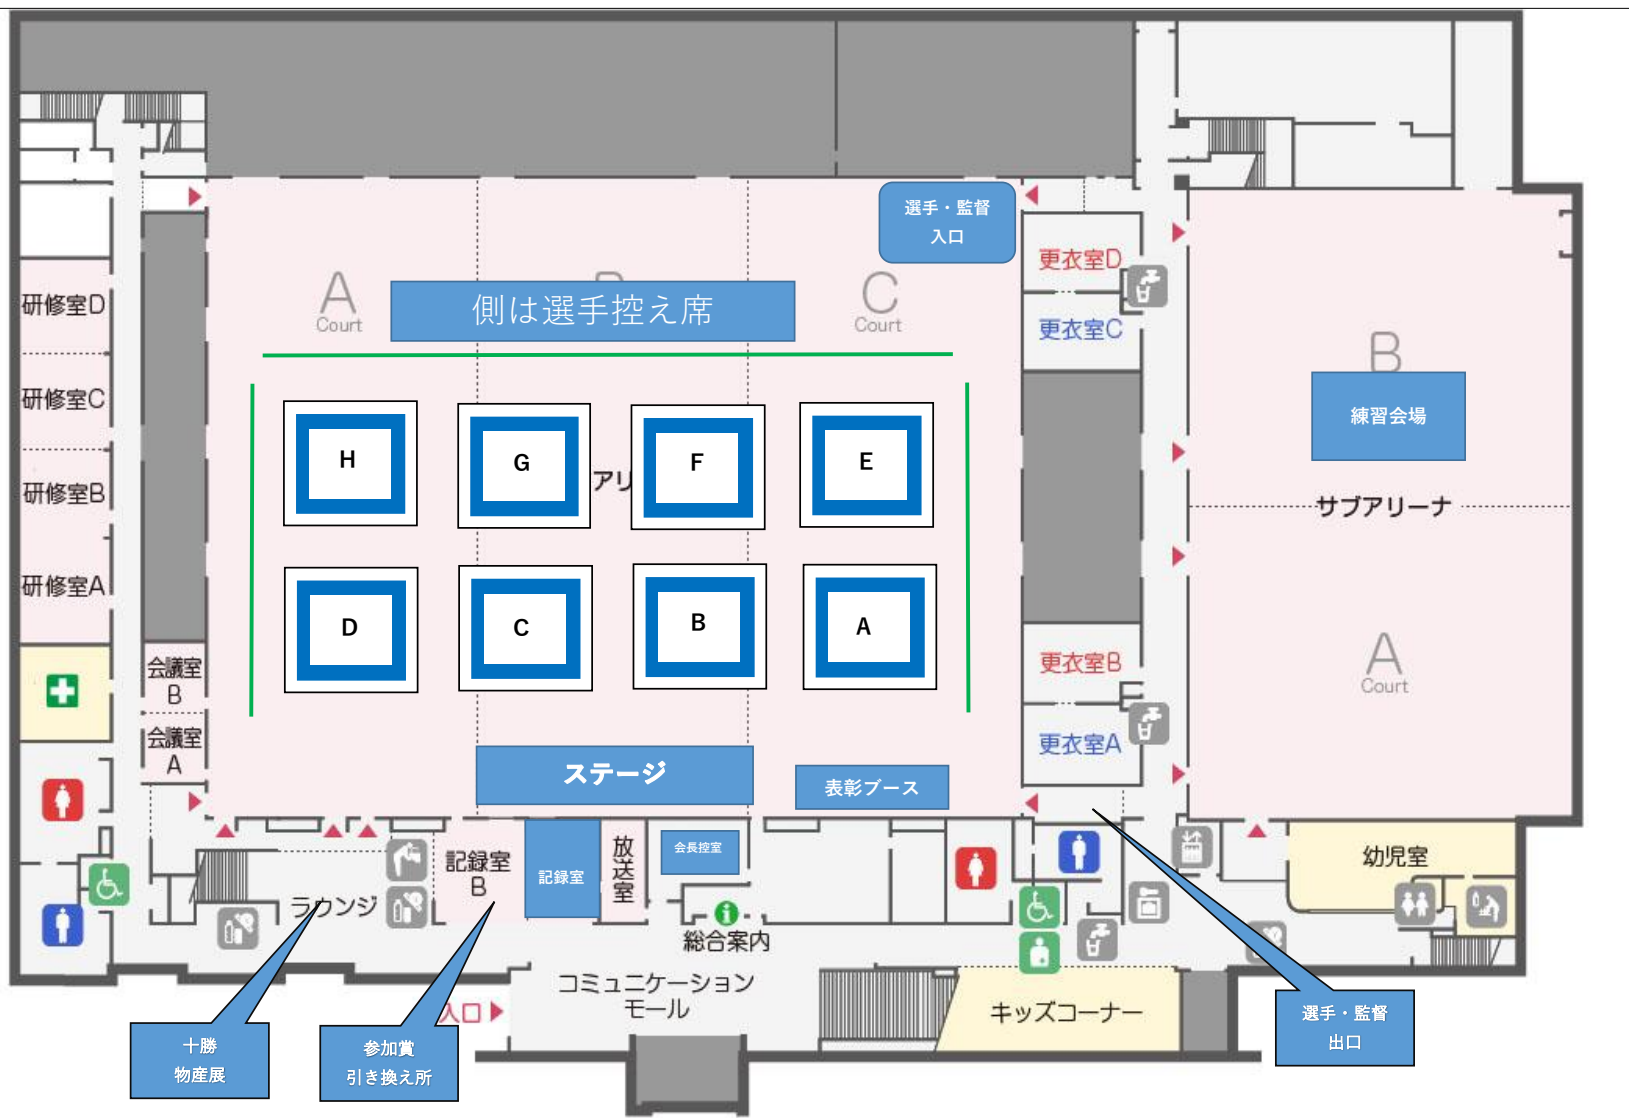 選手・監督
入口
更衣室D
更衣室C
A
Court
側は選手控え席
C
Court
研修室D
研修室C
研修室B
研修室A
B
練習会場
サブアリーナ
A
Court
H
G
アリ
F
E
D
C
B
A
会議室
B
会議室
A
更衣室B
更衣室A
ステージ
表彰ブース
記録室
B
記録室
放送室
会長控室
ラウンジ
総合案内
幼児室
コミュニケーション
モール
入口
キッズコーナー
十勝
物産展
参加賞
引き換え所
選手・監督
出口